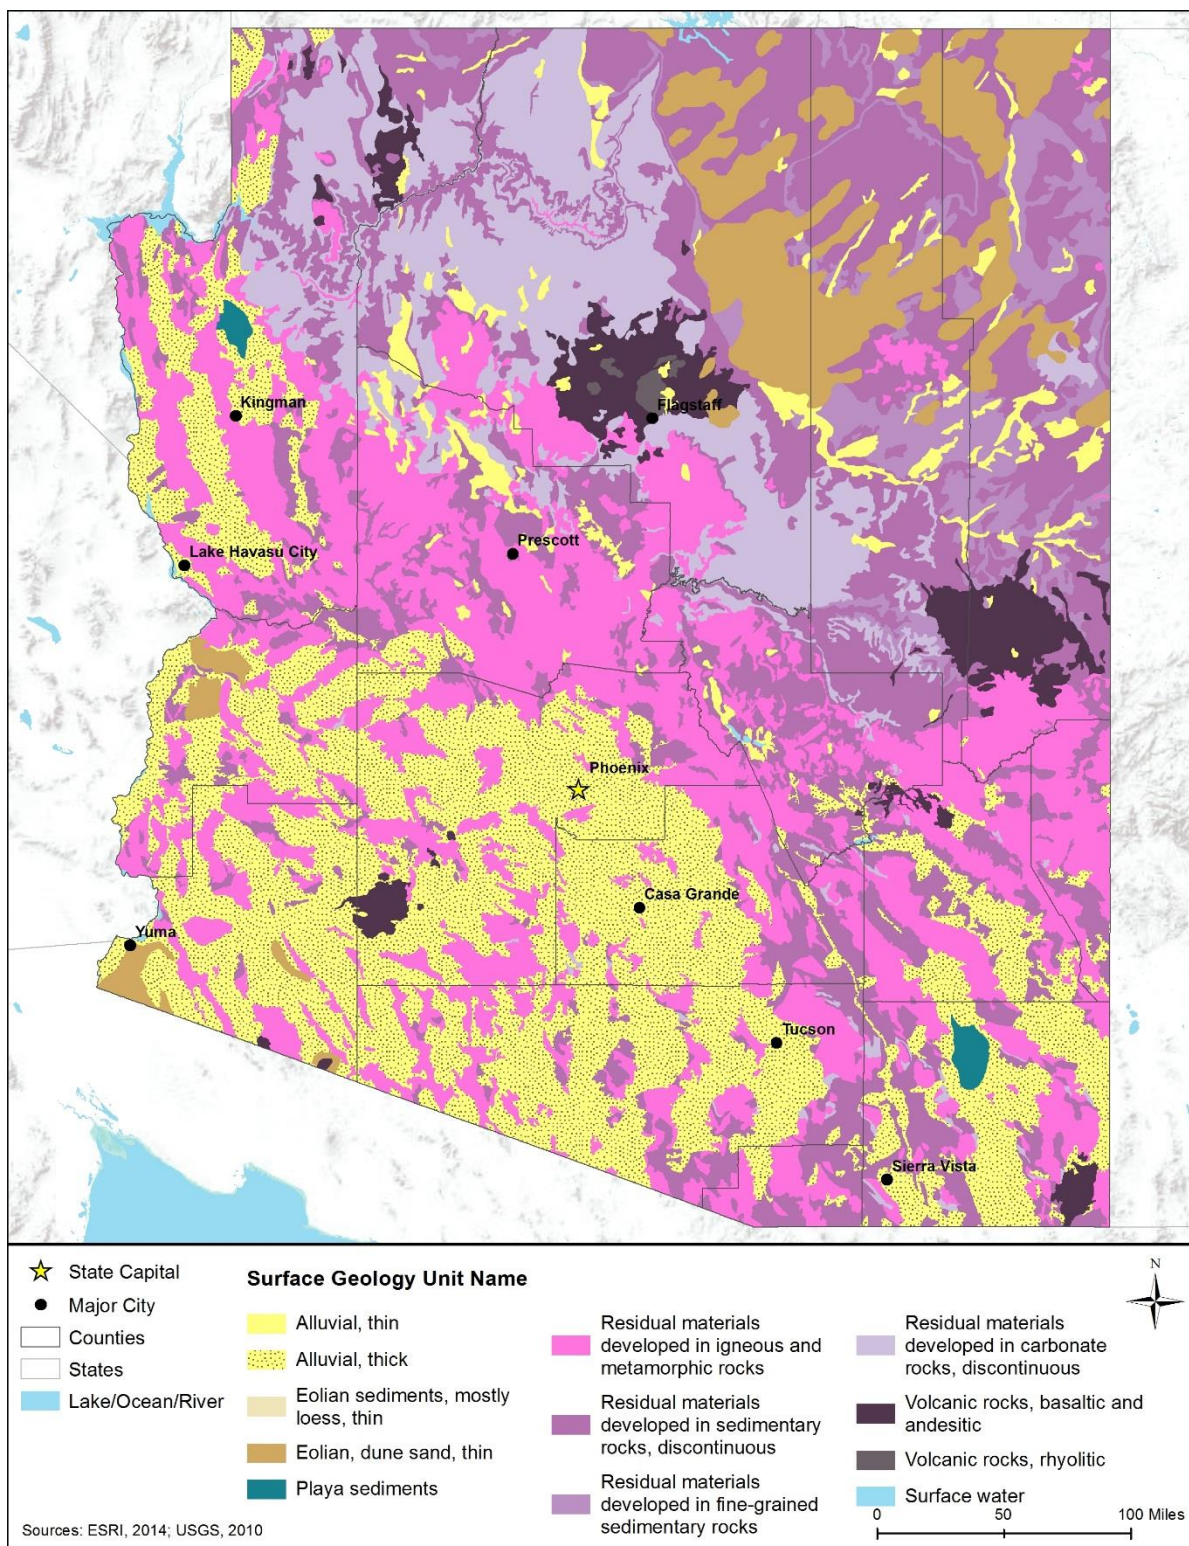 Kingman
Flagstaff
Prescott
Lake Havasu City
Phoenix
Casa Grande
Yuma
Tucson
Sierra Vista
State Capital
Major City
Counties
States
Lake/Ocean/River
Surface Geology Unit Name
Alluvial, thin
Alluvial, thick
Eolian sediments, mostly
loess, thin
Eolian, dune sand, thin
Playa sediments
Residual materials
developed in igneous and
metamorphic rocks
Residual materials
developed in sedimentary
rocks, discontinuous
Residual materials
developed in fine-grained
sedimentary rocks
Residual materials
developed in carbonate
rocks, discontinuous
Volcanic rocks, basaltic and
andesitic
Volcanic rocks, rhyolitic
Surface water
N
0 50 100 Miles
Sources: ESRI, 2014; USGS, 2010